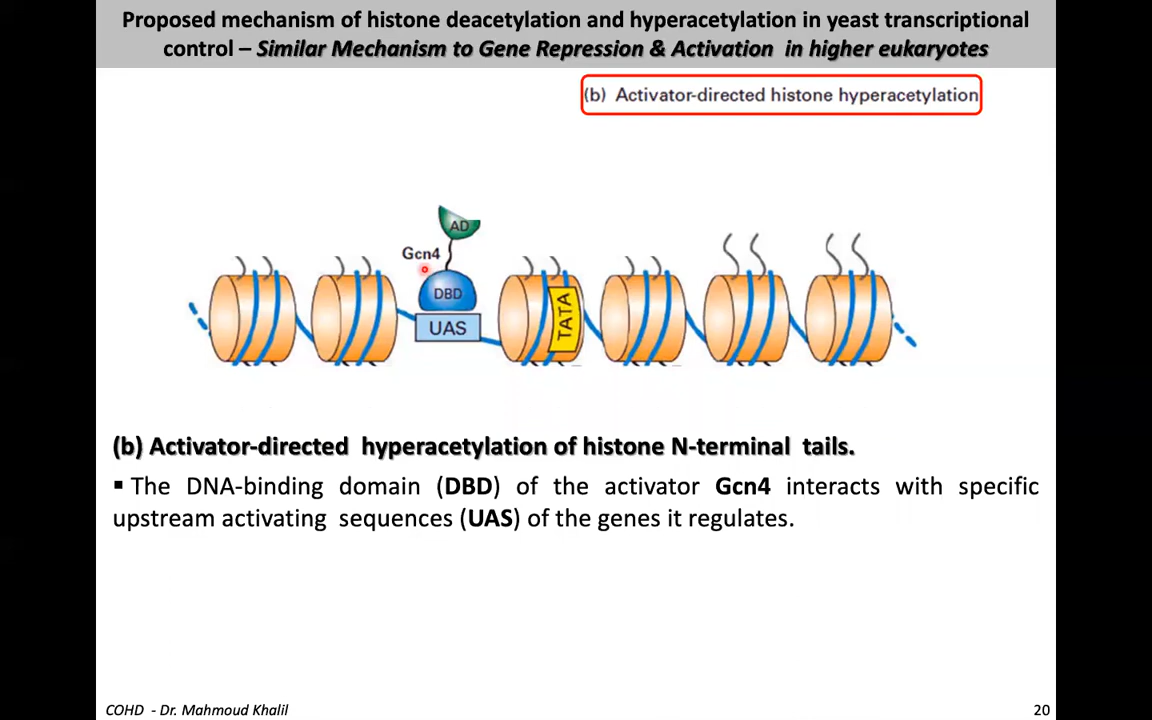 Proposed mechanism of histone deacetylation and hyperacetylation in yeast transcriptional
control – Similar Mechanism to Gene Repression & Activation in higher eukaryotes
(b) Activator-directed histone hyperacetylation
AD
Gcn4
DBD
UAS
TATA
(b) Activator-directed hyperacetylation of histone N-terminal tails.
▪ The DNA-binding domain (DBD) of the activator Gcn4 interacts with specific
upstream activating sequences (UAS) of the genes it regulates.
COHD - Dr. Mahmoud Khalil
20